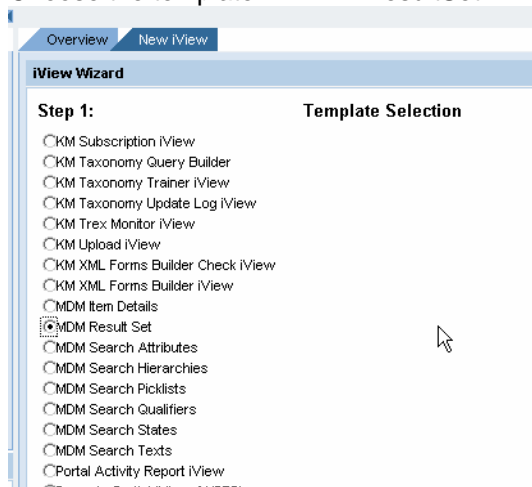 Overview New iView
iView Wizard
Step 1: Template Selection
KM Subscription iView
KM Taxonomy Query Builder
KM Taxonomy Trainer iView
KM Taxonomy Update Log iView
KM Trex Monitor iView
KM Upload iView
KM XML Forms Builder Check iView
KM XML Forms Builder iView
MDM Item Details
MDM Result Set
MDM Search Attributes
MDM Search Hierarchies
MDM Search Picklists
MDM Search Qualifiers
MDM Search States
MDM Search Texts
Portal Activity Report iView